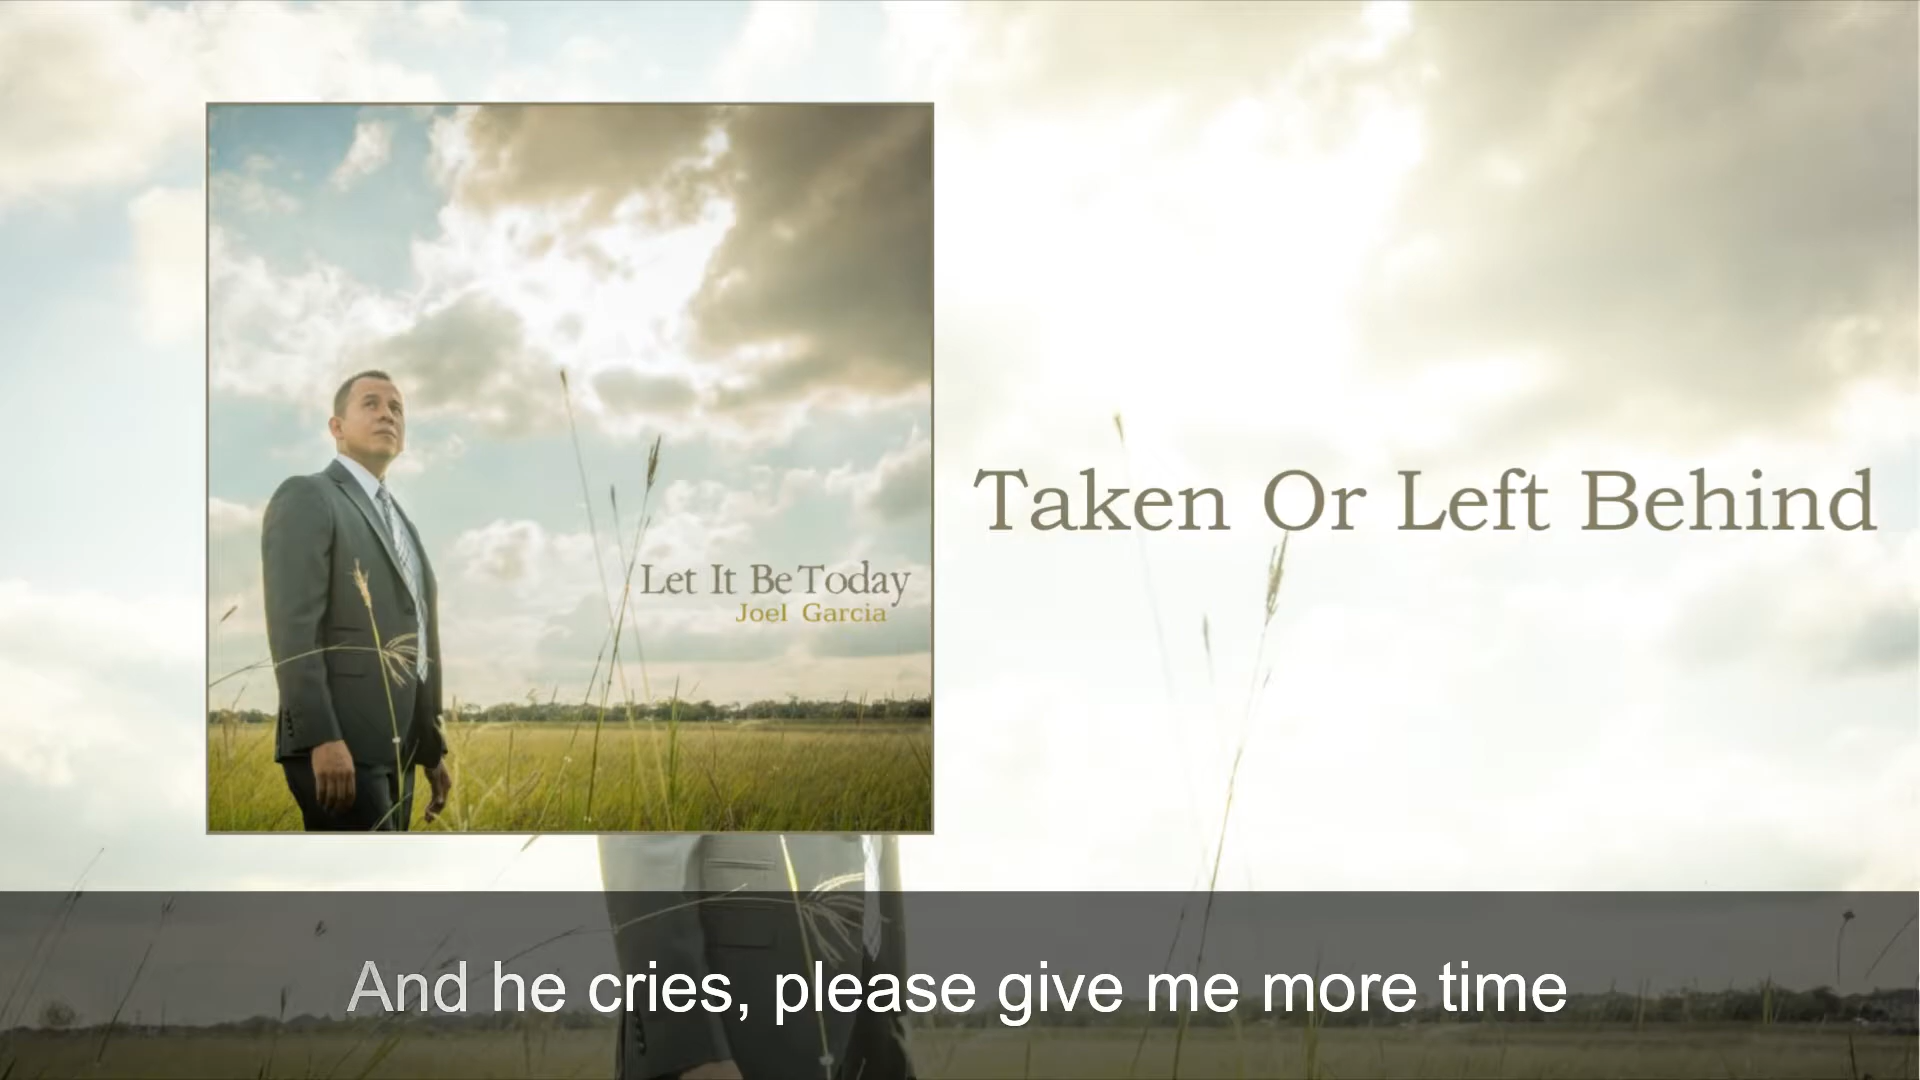 Let It Be Today
Joel Garcia
Taken Or Left Behind
And he cries, please give me more time